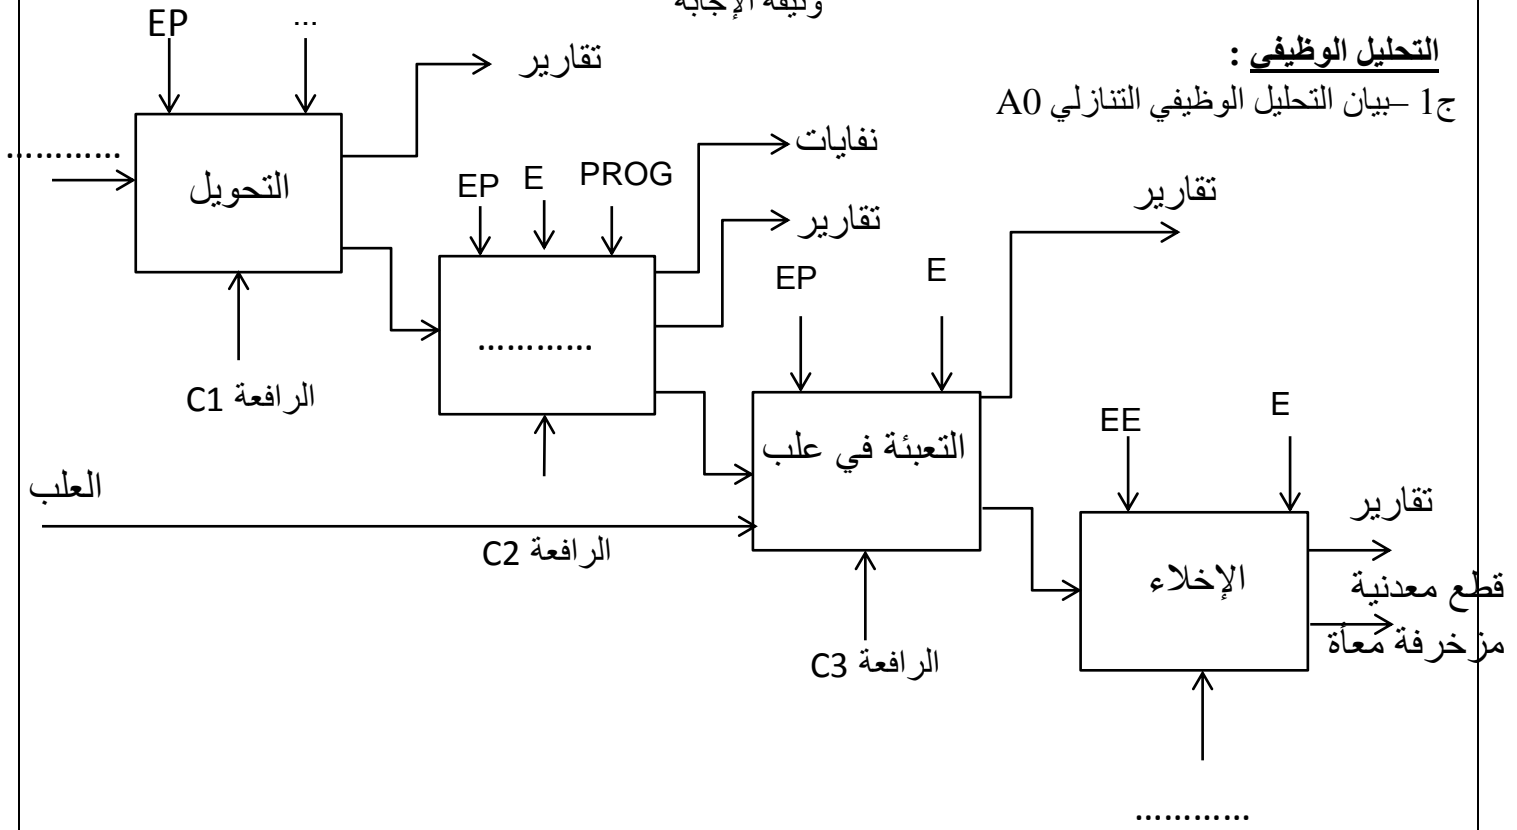 وثيقة الإجابة
التحليل الوظيفي :
ج1 –بيان التحليل الوظيفي التنازلي A0
EP
...
تقارير
............
التحويل
نفايات
EP
E
PROG
تقارير
تقارير
............
EP
E
الرافعة C1
التعبئة في علب
EE
E
العلب
الرافعة C2
تقارير
الإخلاء
قطع معدنية
مزخرفة معأة
الرافعة C3
............